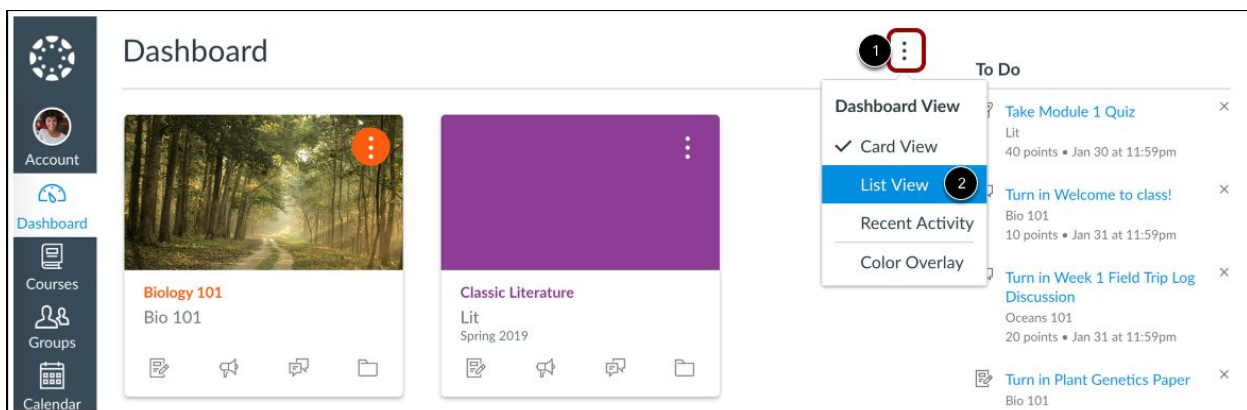 Dashboard
1
To Do
Account
Dashboard
Courses
Groups
Calendar
Biology 101
Bio 101
Classic Literature
Lit
Spring 2019
Dashboard View
Card View
List View 2
Recent Activity
Color Overlay
Take Module 1 Quiz
Lit
40 points • Jan 30 at 11:59pm
Turn in Welcome to class!
Bio 101
10 points • Jan 31 at 11:59pm
Turn in Week 1 Field Trip Log
Discussion
Oceans 101
20 points • Jan 31 at 11:59pm
Turn in Plant Genetics Paper
Bio 101